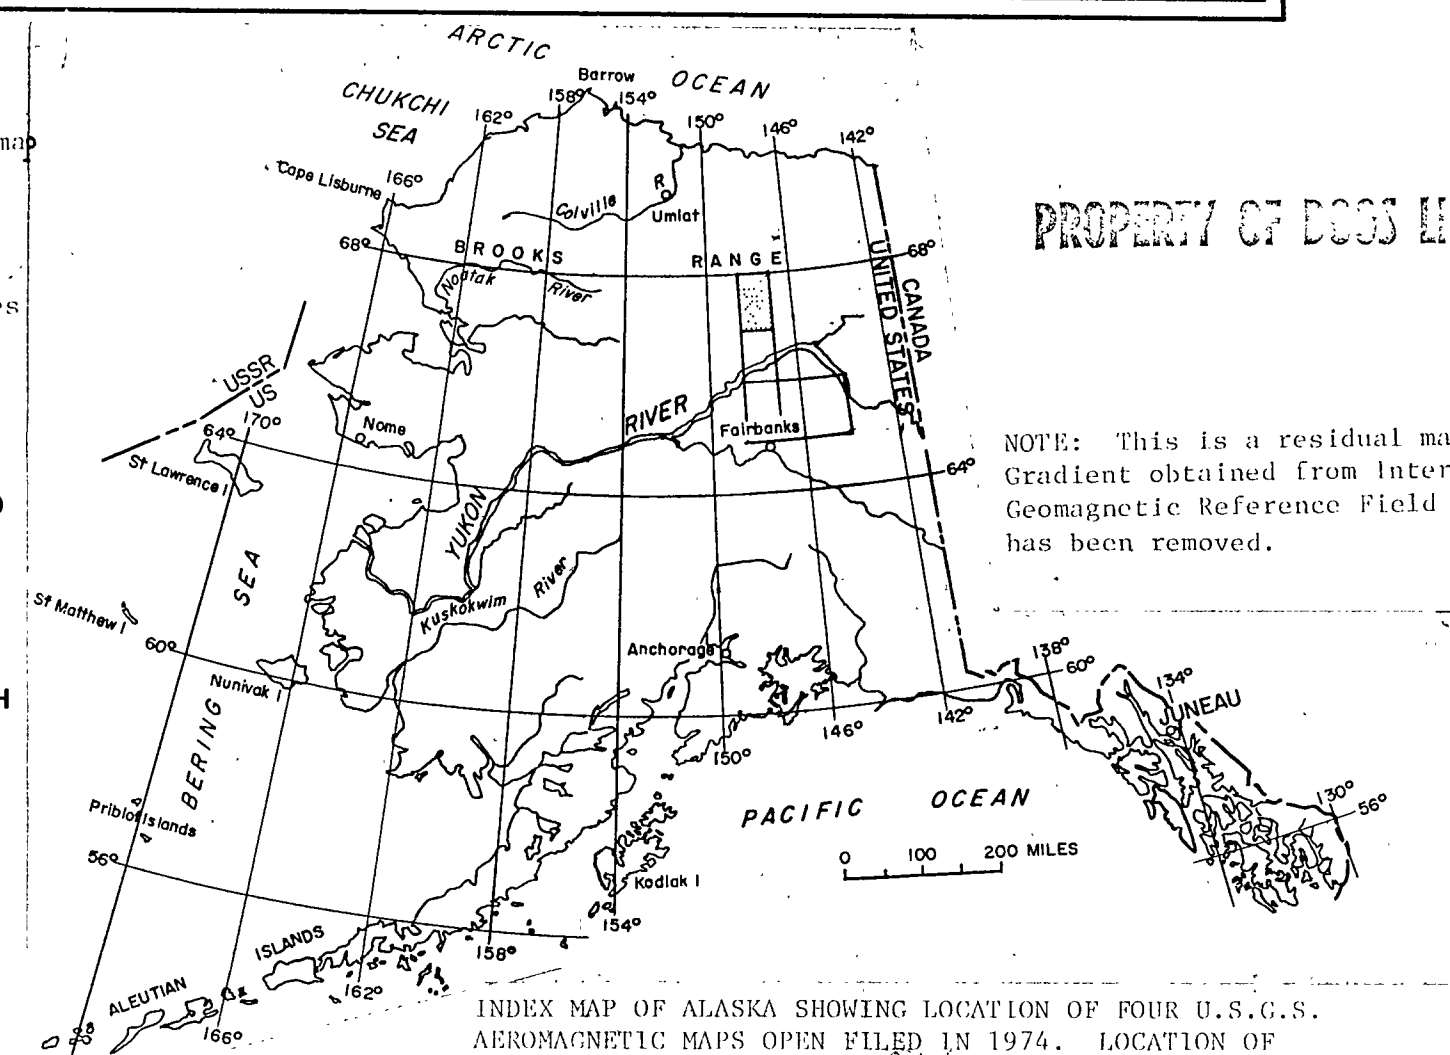 ARCTIC OCEAN
Barrow
CHUKCHI
SEA
166°
162°
158°
154°
150°
146°
142°
Cape Lisburne
Colville
R
Umiat
68°
BROOKS RANGE
68°
Noatak River
UNITED STATES
CANADA
PROPERTY OF DGGS LI
USSR
US
170°
64°
Nome
St Lawrence I
YUKON RIVER
Fairbanks
64°
NOTE: This is a residual ma
Gradient obtained from Inter
Geomagnetic Reference Field
has been removed.
BERING SEA
St Matthew I
60°
Nunivak I
Kuskokwim River
Anchorage
138°
60°
134°
JUNEAU
150°
146°
142°
130°
56°
Pribilof Islands
56°
PACIFIC OCEAN
0 100 200 MILES
Kodiak I
154°
158°
162°
166°
ALEUTIAN ISLANDS
INDEX MAP OF ALASKA SHOWING LOCATION OF FOUR U.S.G.S.
AEROMAGNETIC MAPS OPEN FILED IN 1974. LOCATION OF